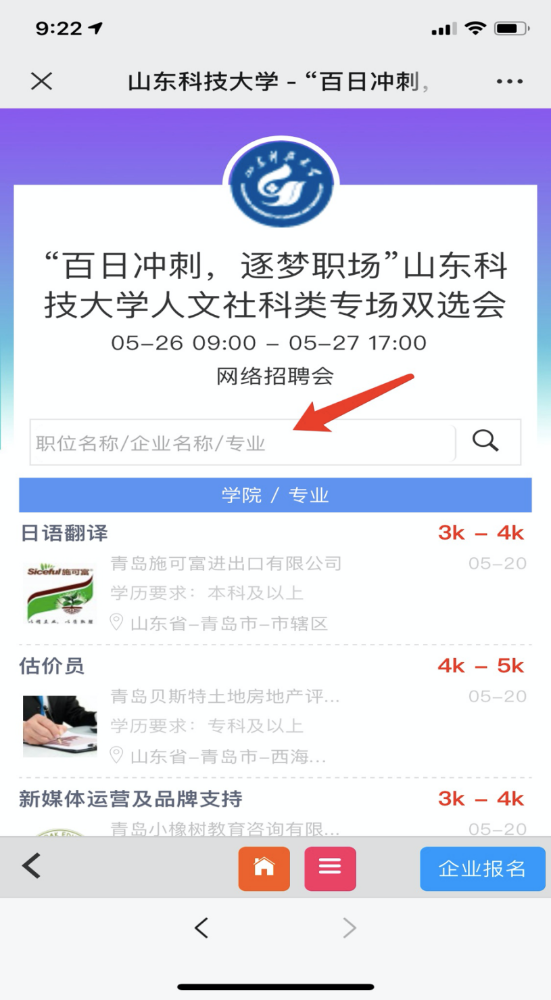 9:22
山东科技大学 - “百日冲刺,
“百日冲刺，逐梦职场”山东科
技大学人文社科类专场双选会
05-26 09:00 - 05-27 17:00
网络招聘会
职位名称/企业名称/专业
学院 / 专业
日语翻译
3k - 4k
Siceful 施可富
青岛施可富进出口有限公司
05-20
学历要求：本科及以上
山东省-青岛市-市辖区
估价员
4k - 5k
青岛贝斯特土地房地产评...
05-20
学历要求：专科及以上
山东省-青岛市-西海...
新媒体运营及品牌支持
3k - 4k
青岛小橡树教育咨询有限...
05-20
企业报名